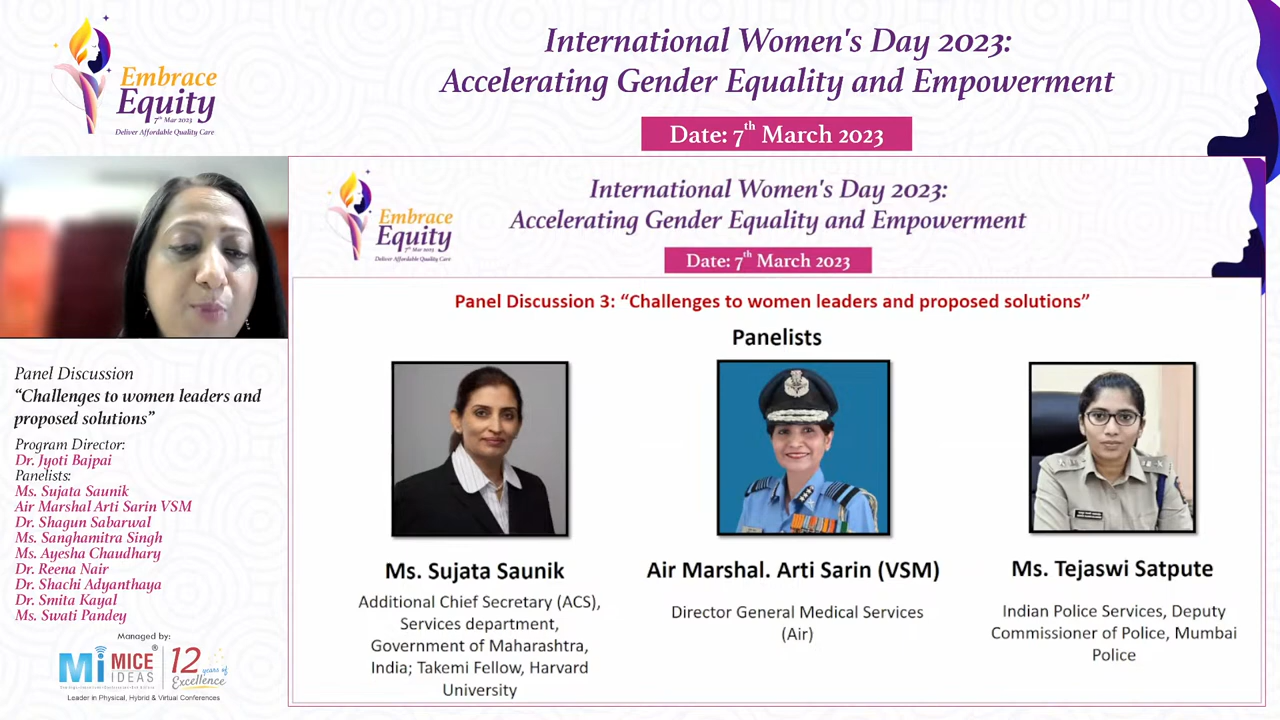 Embrace
Equity
7th Mar 2023
Deliver Affordable Quality Care
International Women's Day 2023:
Accelerating Gender Equality and Empowerment
Date: 7th March 2023
Embrace
Equity
7th Mar 2023
Deliver Affordable Quality Care
International Women's Day 2023:
Accelerating Gender Equality and Empowerment
Date: 7th March 2023
Panel Discussion 3: “Challenges to women leaders and proposed solutions”
Panelists
Ms. Sujata Saunik
Additional Chief Secretary (ACS),
Services department,
Government of Maharashtra,
India; Takemi Fellow, Harvard
University
Air Marshal. Arti Sarin (VSM)
Director General Medical Services
(Air)
Ms. Tejaswi Satpute
Indian Police Services, Deputy
Commissioner of Police, Mumbai
Police
Panel Discussion
“Challenges to women leaders and
proposed solutions”
Program Director:
Dr. Jyoti Bajpai
Panelists:
Ms. Sujata Saunik
Air Marshal Arti Sarin VSM
Dr. Shagun Sabarwal
Ms. Sanghamitra Singh
Ms. Ayesha Chaudhary
Dr. Reena Nair
Dr. Shachi Adyanthaya
Dr. Smita Kayal
Ms. Swati Pandey
Managed by:
Mi MICE IDEAS ®
12 years of Excellence
Leader in Physical, Hybrid & Virtual Conferences